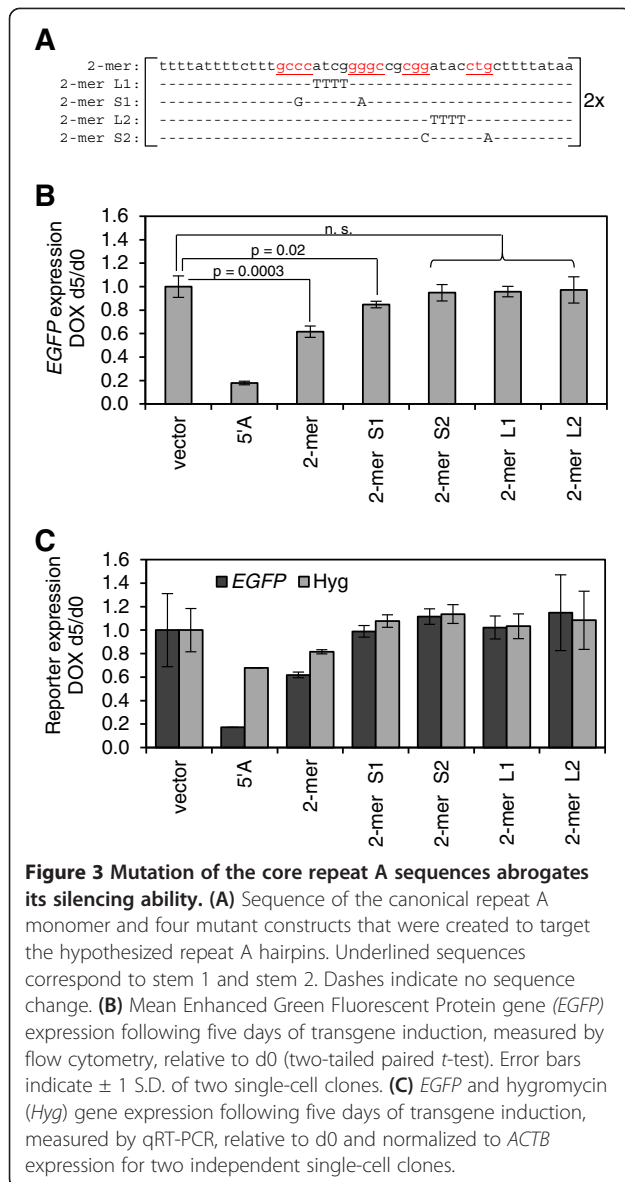 A
2-mer: ttttattttctttgcccatcggggccgcggatacctgcttttataa
2-mer L1: -----------------TTTT-------------------------
2-mer S1: ---------------G------A-----------------------
2-mer L2: ------------------------------TTTT------------
2-mer S2: -----------------------------C------A---------
2x
B
EGFP expression
DOX d5/d0
1.6
1.4
1.2
1.0
0.8
0.6
0.4
0.2
0.0
n. s.
p = 0.02
p = 0.0003
vector
5'A
2-mer
2-mer S1
2-mer S2
2-mer L1
2-mer L2
C
Reporter expression
DOX d5/d0
1.6
1.4
1.2
1.0
0.8
0.6
0.4
0.2
0.0
EGFP Hyg
vector
5'A
2-mer
2-mer S1
2-mer S2
2-mer L1
2-mer L2
Figure 3 Mutation of the core repeat A sequences abrogates
its silencing ability. (A) Sequence of the canonical repeat A
monomer and four mutant constructs that were created to target
the hypothesized repeat A hairpins. Underlined sequences
correspond to stem 1 and stem 2. Dashes indicate no sequence
change. (B) Mean Enhanced Green Fluorescent Protein gene (EGFP)
expression following five days of transgene induction, measured by
flow cytometry, relative to d0 (two-tailed paired t-test). Error bars
indicate ± 1 S.D. of two single-cell clones. (C) EGFP and hygromycin
(Hyg) gene expression following five days of transgene induction,
measured by qRT-PCR, relative to d0 and normalized to ACTB
expression for two independent single-cell clones.